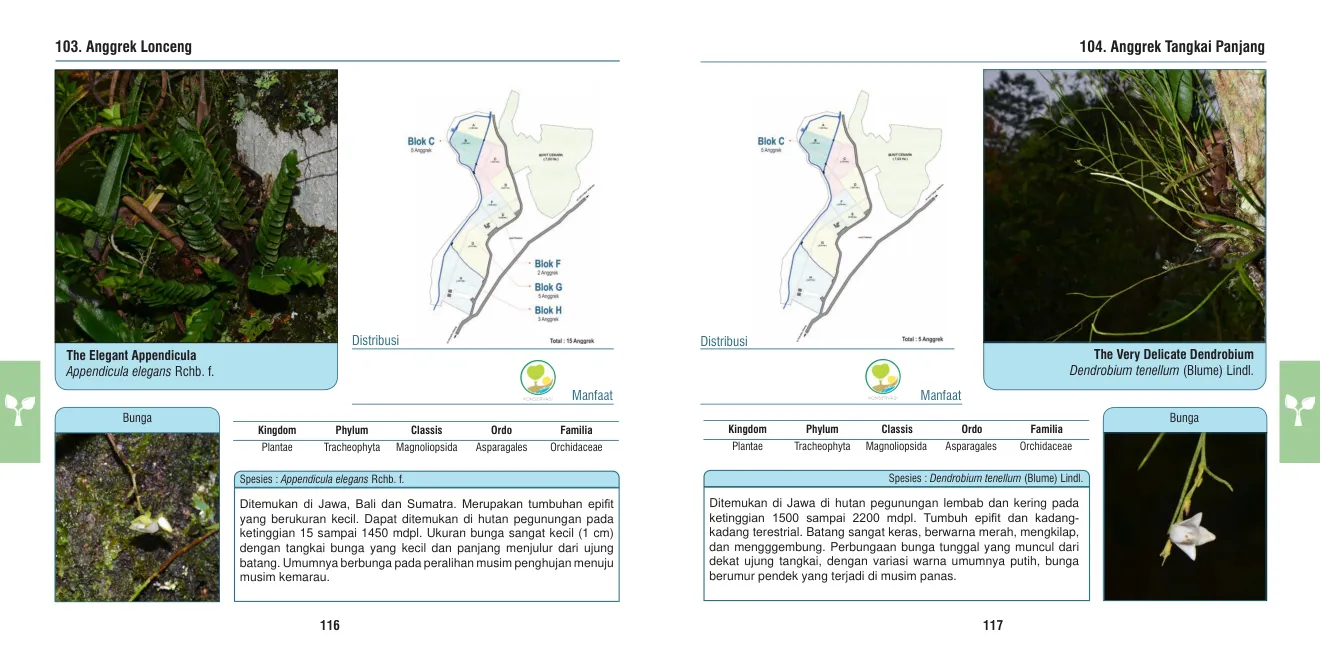 103. Anggrek Lonceng
Blok C
5 Anggrek
BUKIT CEMARA
Blok F
2 Anggrek
Blok G
5 Anggrek
Blok H
3 Anggrek
Distribusi
Total : 15 Anggrek
The Elegant Appendicula
Appendicula elegans Rchb. f.
KONSERVASI
Manfaat
Bunga
Kingdom Phylum Classis Ordo Familia
Plantae Tracheophyta Magnoliopsida Asparagales Orchidaceae
Spesies : Appendicula elegans Rchb. f.
Ditemukan di Jawa, Bali dan Sumatra. Merupakan tumbuhan epifit
yang berukuran kecil. Dapat ditemukan di hutan pegunungan pada
ketinggian 15 sampai 1450 mdpl. Ukuran bunga sangat kecil (1 cm)
dengan tangkai bunga yang kecil dan panjang menjulur dari ujung
batang. Umumnya berbunga pada peralihan musim penghujan menuju
musim kemarau.
116
104. Anggrek Tangkai Panjang
Blok C
5 Anggrek
BUKIT CEMARA
Distribusi
Total : 5 Anggrek
The Very Delicate Dendrobium
Dendrobium tenellum (Blume) Lindl.
KONSERVASI
Manfaat
Bunga
Kingdom Phylum Classis Ordo Familia
Plantae Tracheophyta Magnoliopsida Asparagales Orchidaceae
Spesies : Dendrobium tenellum (Blume) Lindl.
Ditemukan di Jawa di hutan pegunungan lembab dan kering pada
ketinggian 1500 sampai 2200 mdpl. Tumbuh epifit dan kadang-
kadang terestrial. Batang sangat keras, berwarna merah, mengkilap,
dan mengggembung. Perbungaan bunga tunggal yang muncul dari
dekat ujung tangkai, dengan variasi warna umumnya putih, bunga
berumur pendek yang terjadi di musim panas.
117